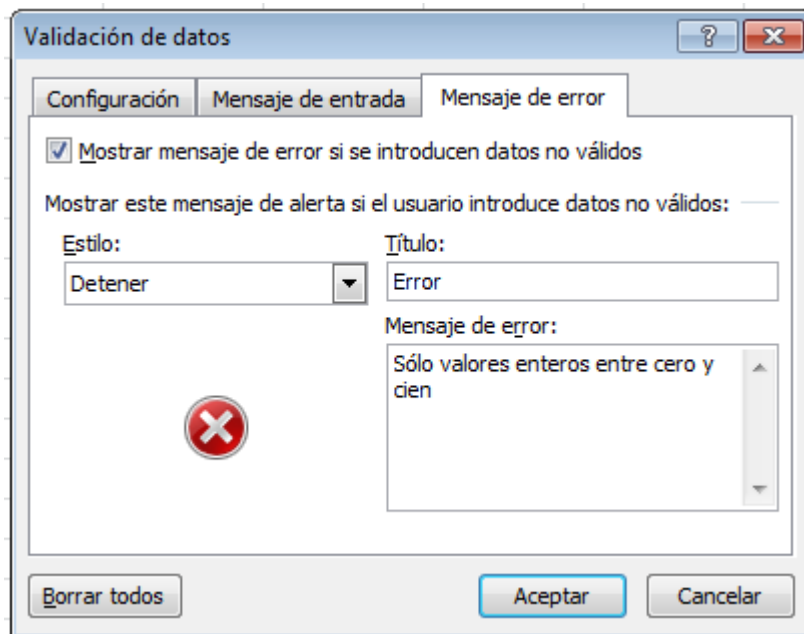 Validación de datos
Configuración Mensaje de entrada Mensaje de error
Mostrar mensaje de error si se introducen datos no válidos
Mostrar este mensaje de alerta si el usuario introduce datos no válidos:
Estilo: Título:
Detener Error
Mensaje de error:
Sólo valores enteros entre cero y
cien
Borrar todos Aceptar Cancelar